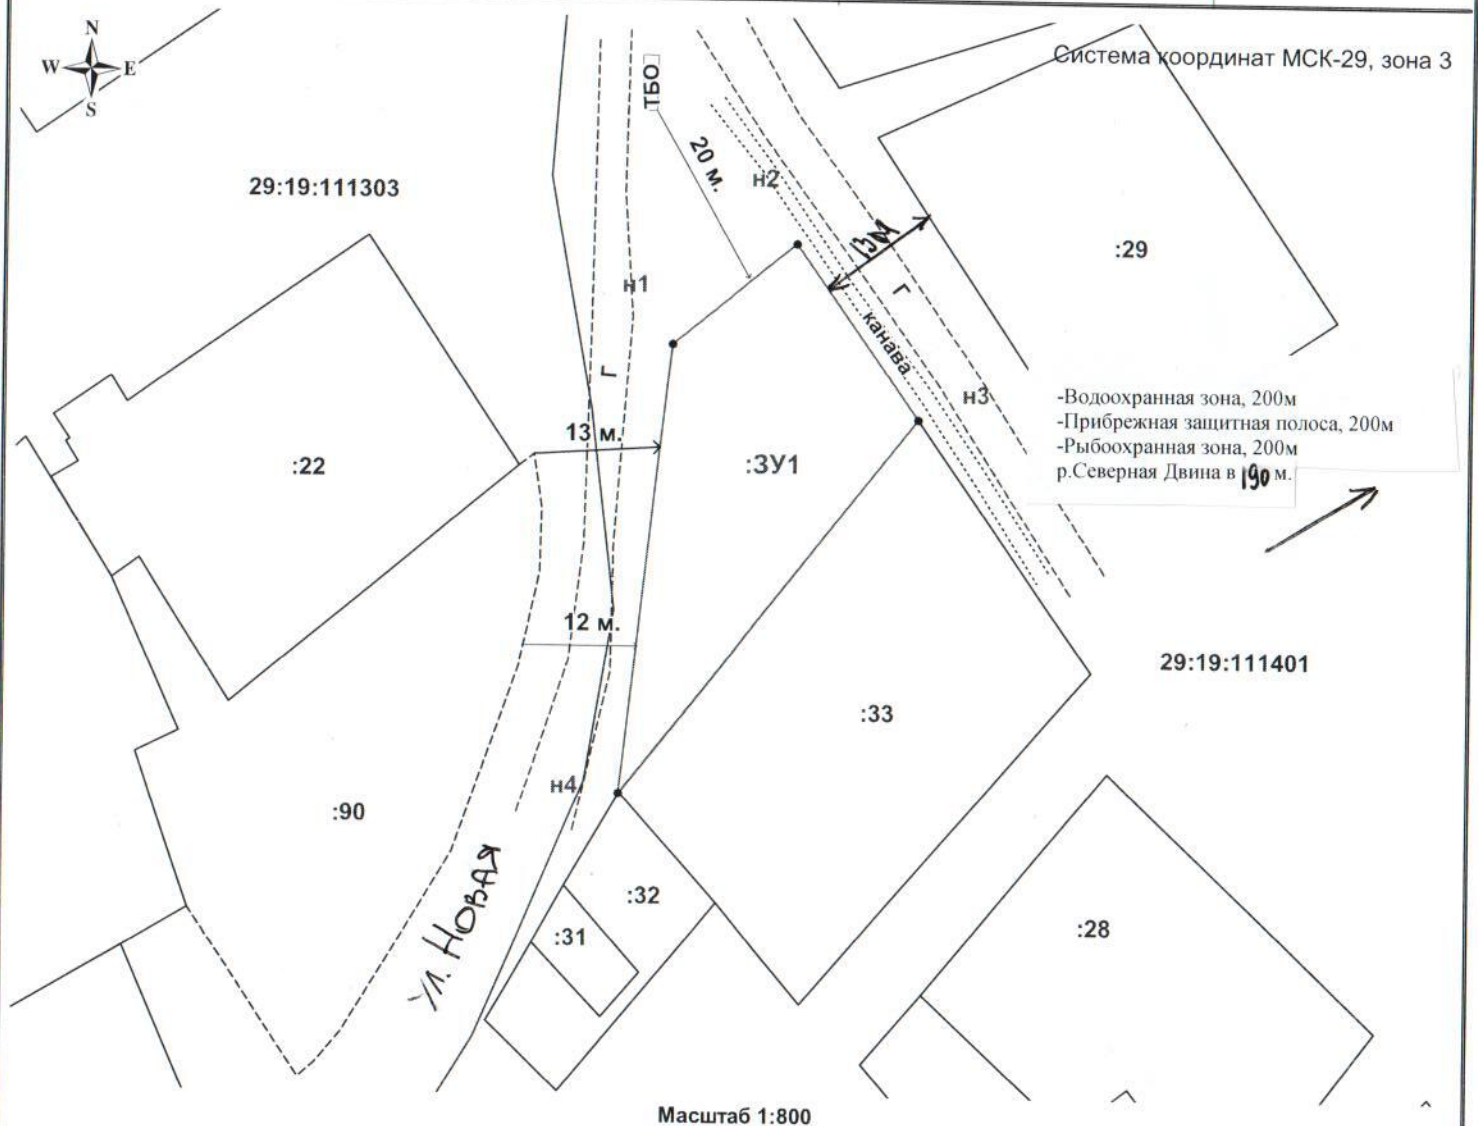 N
W E
S
Система координат МСК-29, зона 3
ТБО
20 м.
29:19:111303
н2
13м
:29
н1
Г
канава
Г
н3
-Водоохранная зона, 200м
-Прибрежная защитная полоса, 200м
-Рыбоохранная зона, 200м
р.Северная Двина в 190 м.
13 м.
:22
:ЗУ1
12 м.
29:19:111401
:33
н4
:90
ул. Новая
:32
:31
:28
Масштаб 1:800